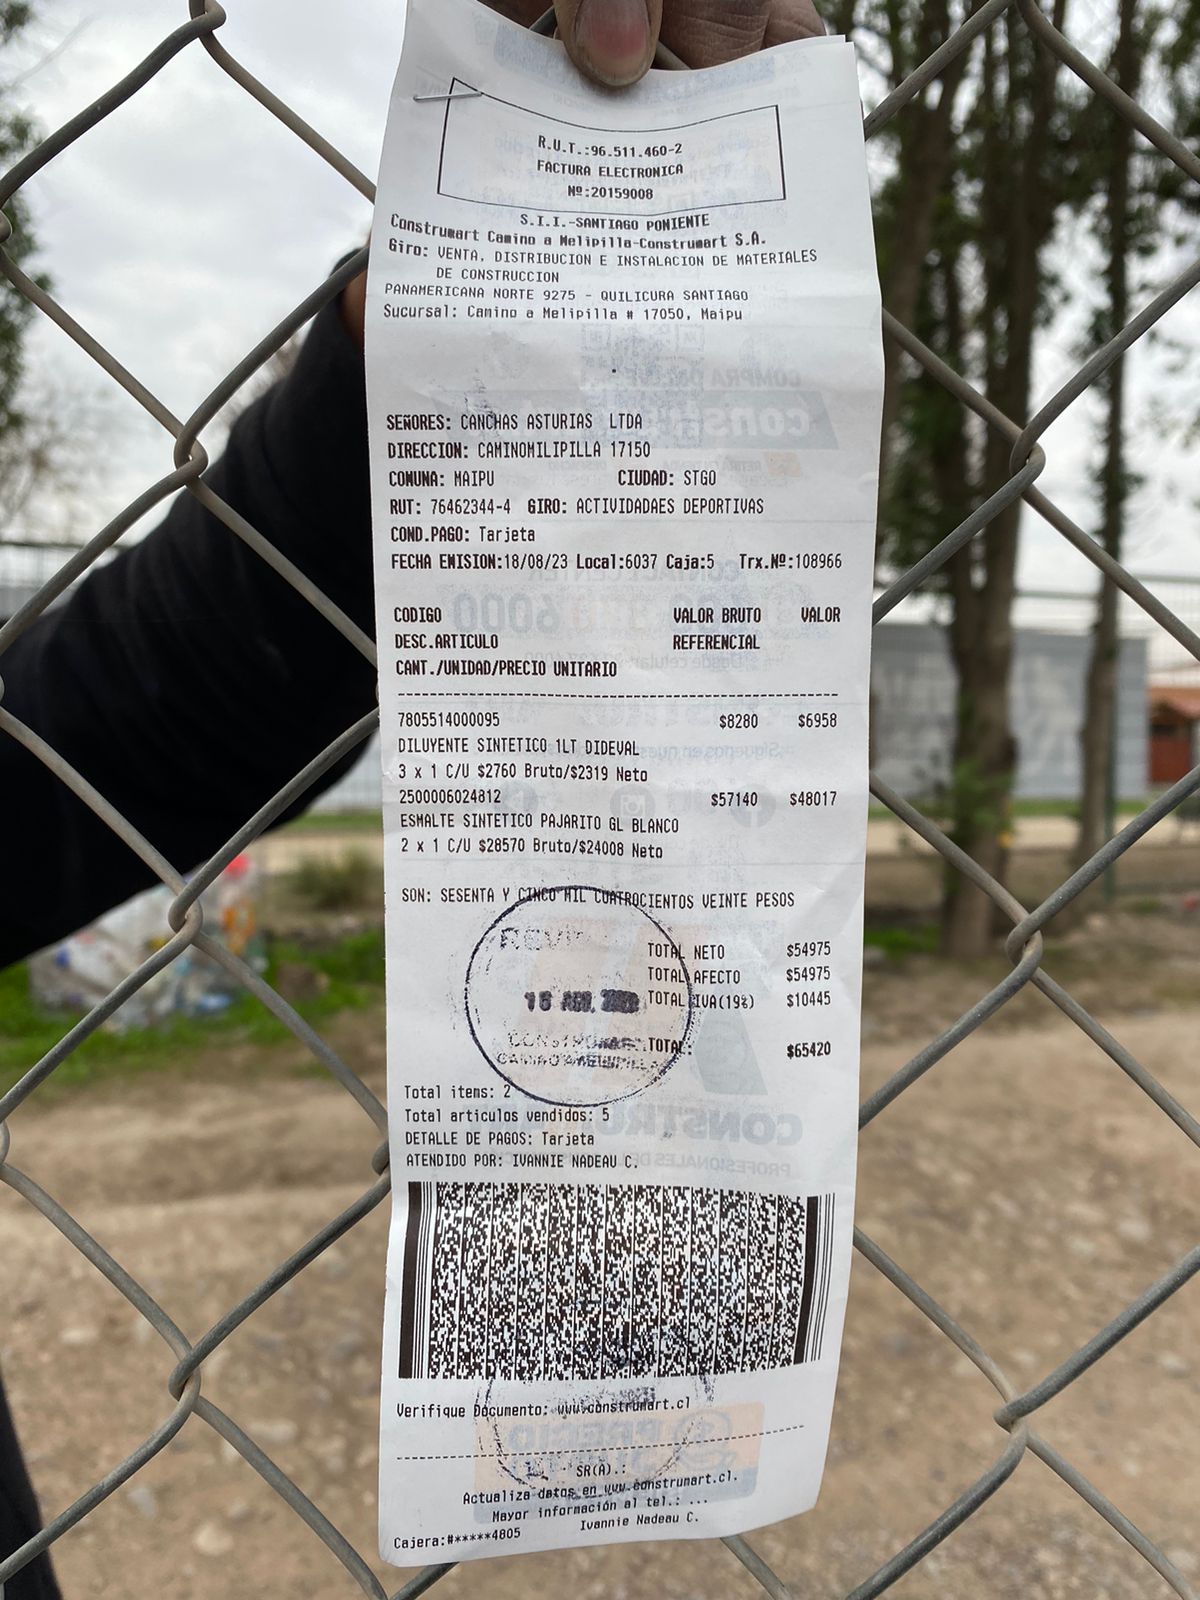 R.U.T.:96.511.460-2
FACTURA ELECTRONICA
Nº:20159008
S.I.I.-SANTIAGO PONIENTE
Construmart Camino a Melipilla-Construmart S.A.
Giro: VENTA, DISTRIBUCION E INSTALACION DE MATERIALES
DE CONSTRUCCION
PANAMERICANA NORTE 9275 - QUILICURA SANTIAGO
Sucursal: Camino a Melipilla # 17050, Maipu
SEÑORES: CANCHAS ASTURIAS LTDA
DIRECCION: CAMINOMILIPILLA 17150
COMUNA: MAIPU CIUDAD: STGO
RUT: 76462344-4 GIRO: ACTIVIDADAES DEPORTIVAS
COND.PAGO: Tarjeta
FECHA EMISION:18/08/23 Local:6037 Caja:5 Trx.Nº:108966
CODIGO VALOR BRUTO VALOR
DESC.ARTICULO REFERENCIAL
CANT./UNIDAD/PRECIO UNITARIO
7805514000095 $8280 $6958
DILUYENTE SINTETICO 1LT DIDEVAL
3 x 1 C/U $2760 Bruto/$2319 Neto
2500006024812 $57140 $48017
ESMALTE SINTETICO PAJARITO GL BLANCO
2 x 1 C/U $28570 Bruto/$24008 Neto
SON: SESENTA Y CINCO MIL CUATROCIENTOS VEINTE PESOS
TOTAL NETO $54975
TOTAL AFECTO $54975
TOTAL IVA(19%) $10445
TOTAL: $65420
CAMINO A MELIPILLA
Total items: 2
Total articulos vendidos: 5
DETALLE DE PAGOS: Tarjeta
ATENDIDO POR: IVANNIE NADEAU C.
Verifique Documento: www.construmart.cl
SR(A).:
Actualiza datos en www.construmart.cl.
Mayor información al tel.: ...
Ivannie Nadeau C.
Cajera:#*****4805